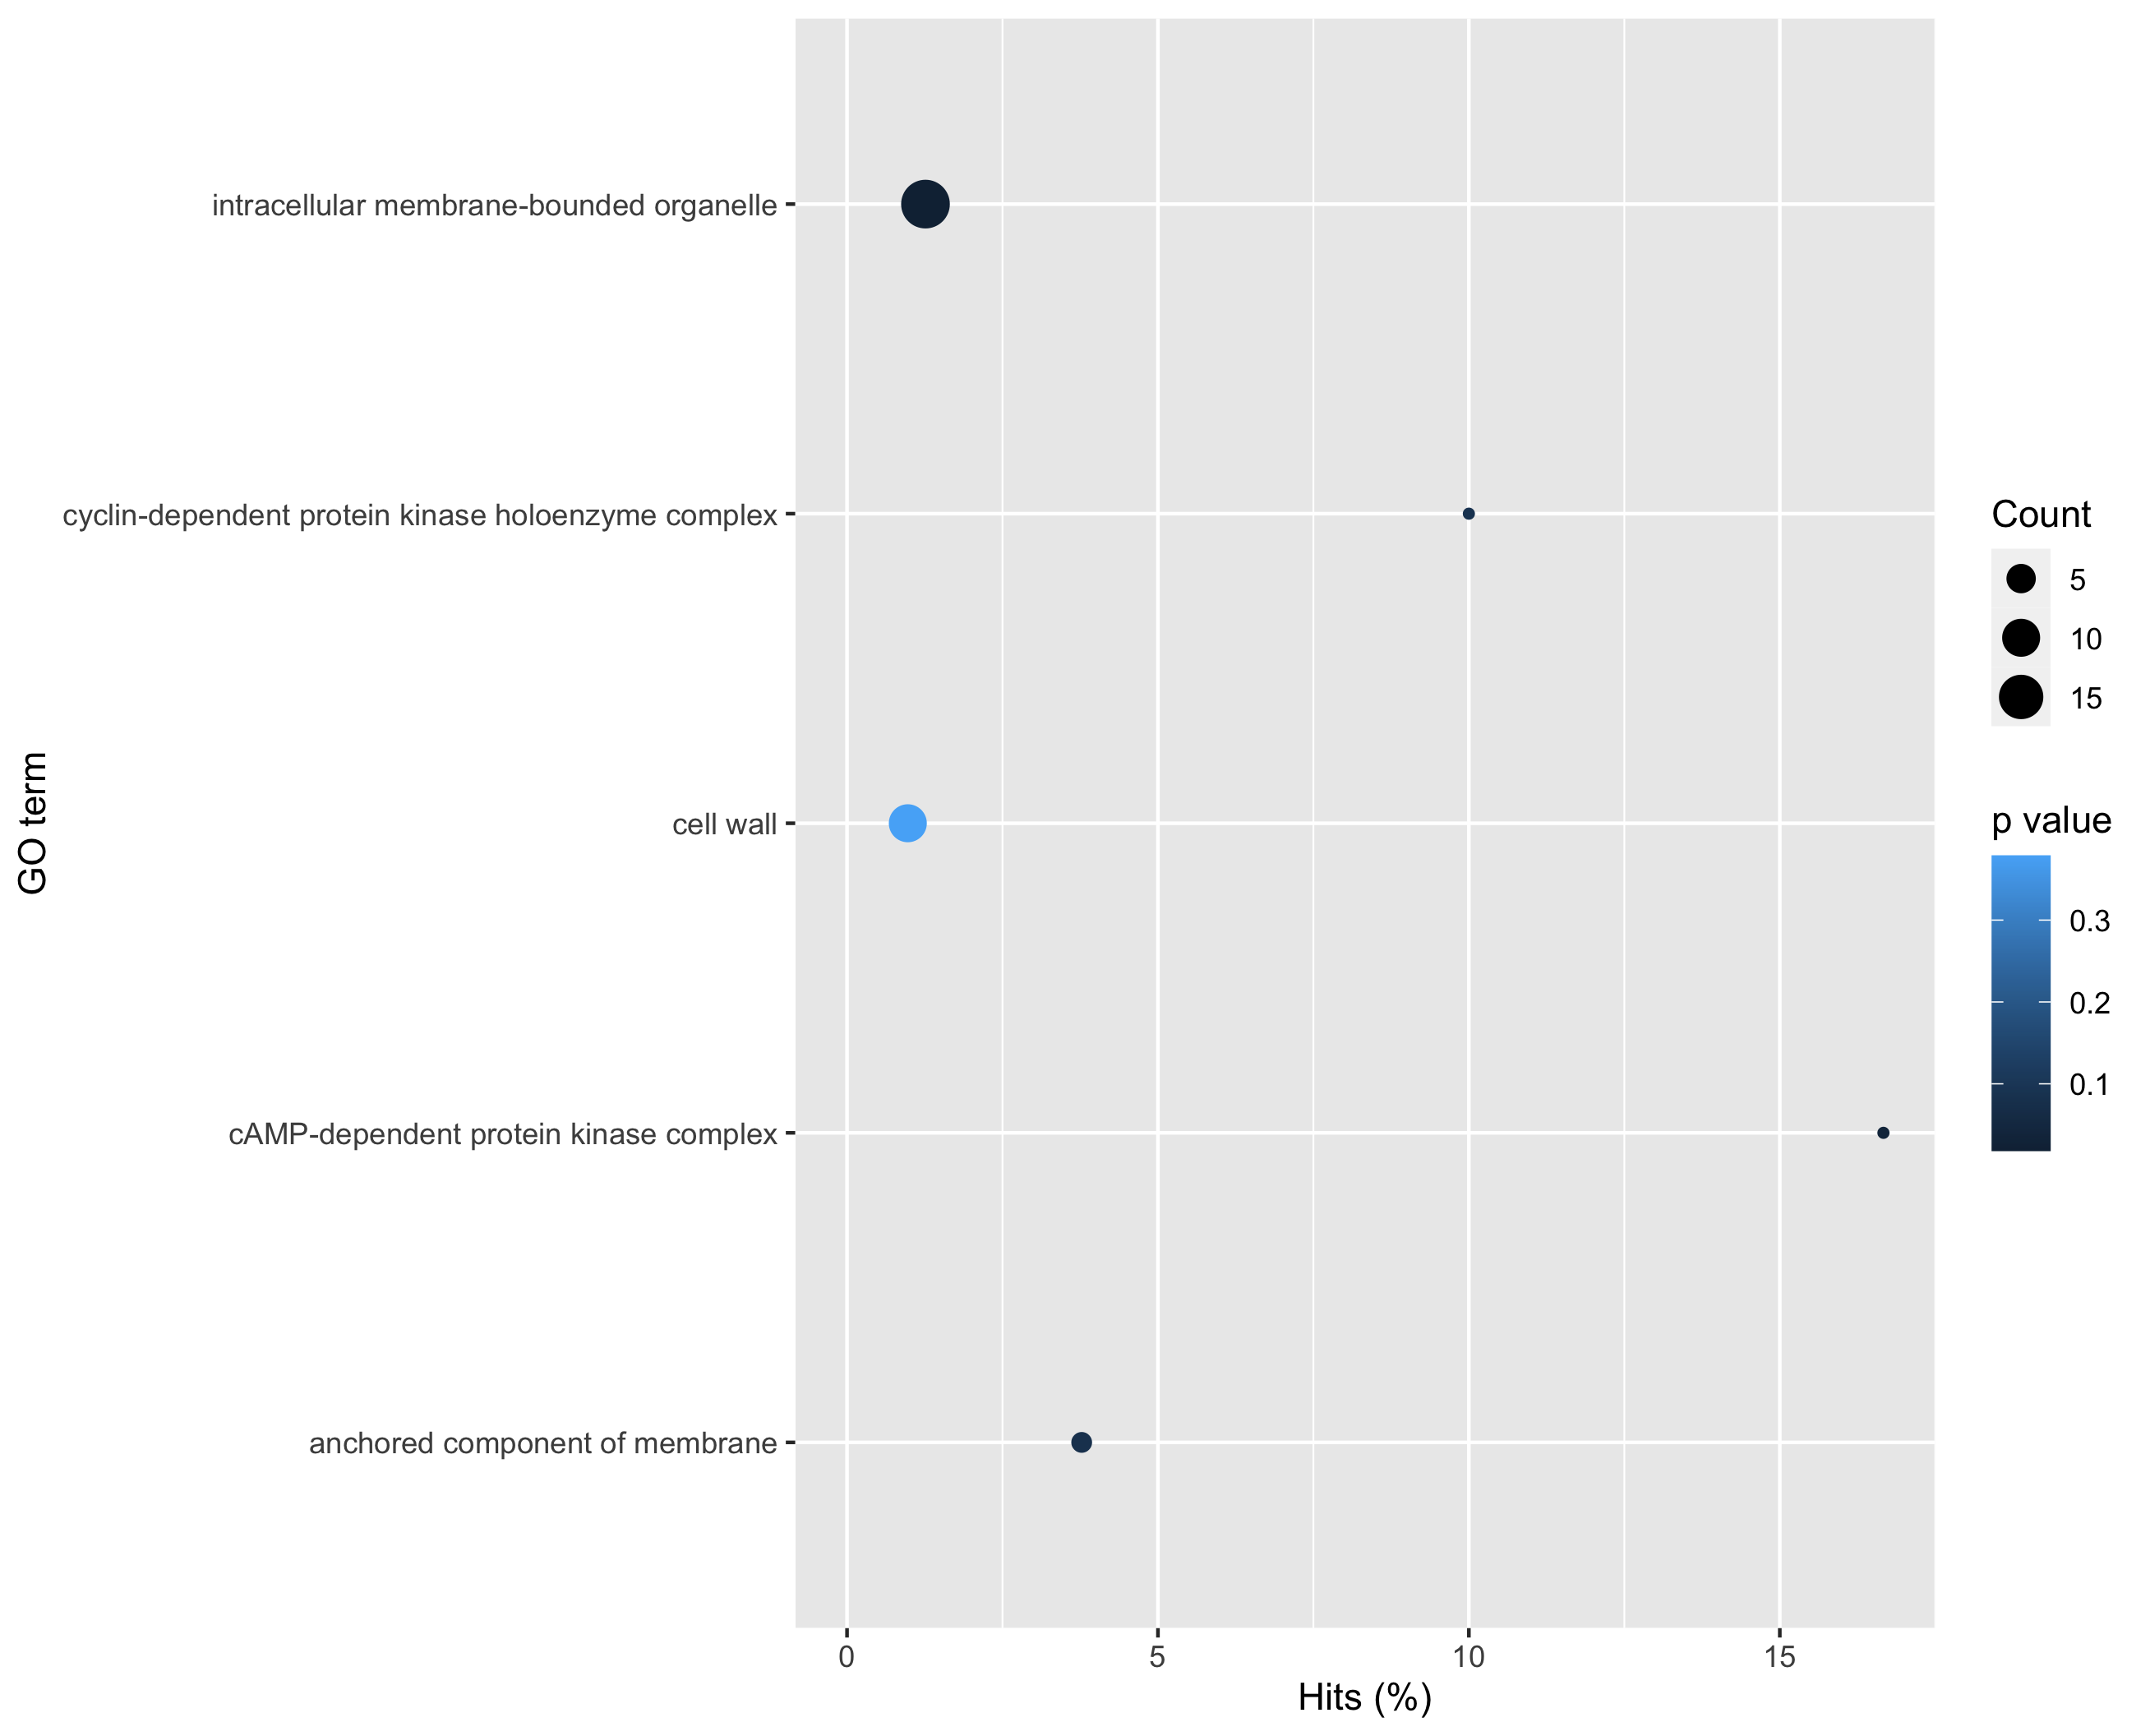 GO term
intracellular membrane-bounded organelle
cyclin-dependent protein kinase holoenzyme complex
cell wall
cAMP-dependent protein kinase complex
anchored component of membrane
0
5
10
15
Hits (%)
Count
5
10
15
p value
0.3
0.2
0.1